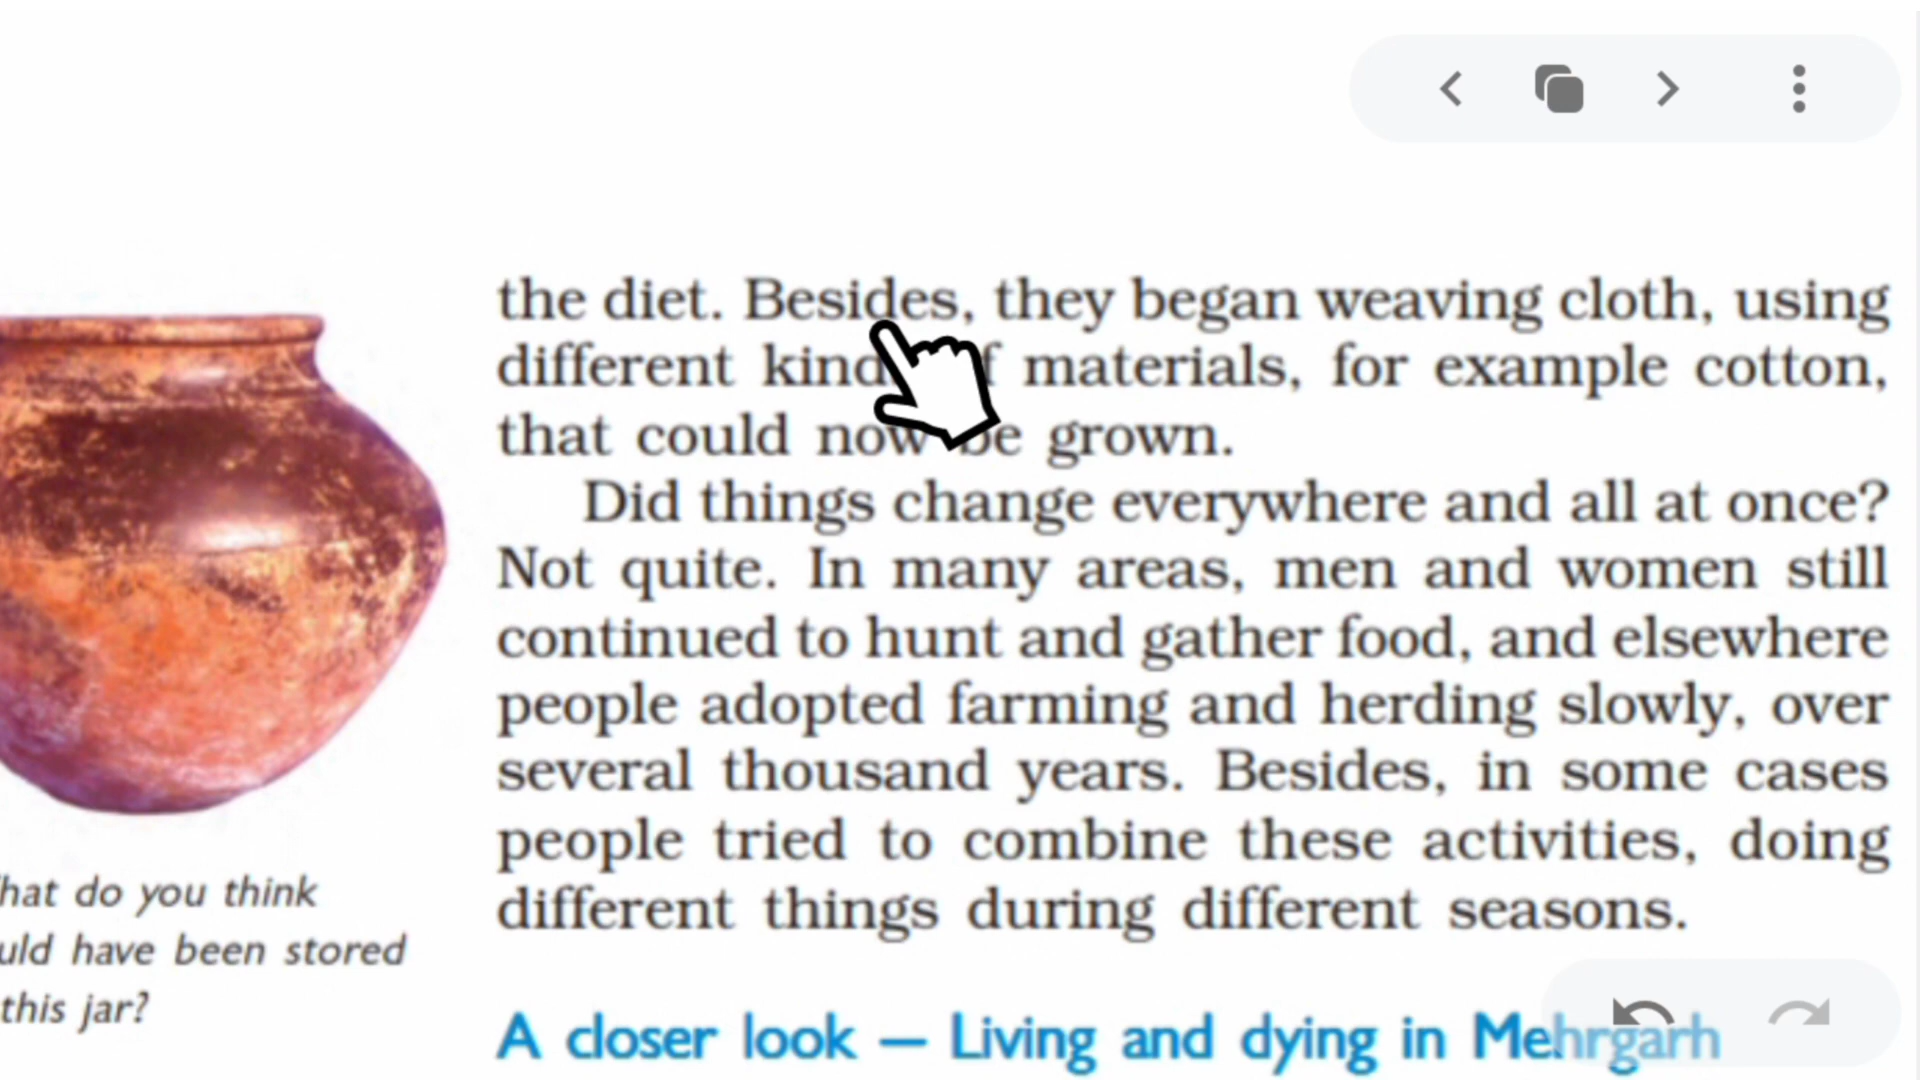 the diet. Besides, they began weaving cloth, using
different materials, for example cotton,
that could now be grown.
Did things change everywhere and all at once?
Not quite. In many areas, men and women still
continued to hunt and gather food, and elsewhere
people adopted farming and herding slowly, over
several thousand years. Besides, in some cases
people tried to combine these activities, doing
different things during different seasons.
do you think
have been stored
this jar?
A closer look — Living and dying in Mehrgarh